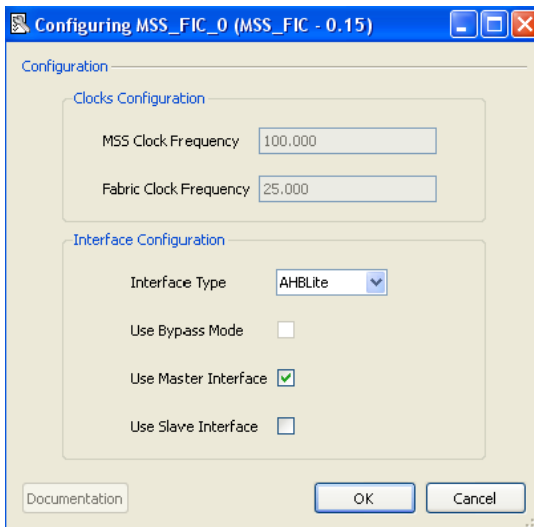 Configuring MSS_FIC_0 (MSS_FIC - 0.15)
Configuration
Clocks Configuration
MSS Clock Frequency 100.000
Fabric Clock Frequency 25.000
Interface Configuration
Interface Type AHBLite
Use Bypass Mode
Use Master Interface
Use Slave Interface
Documentation OK Cancel